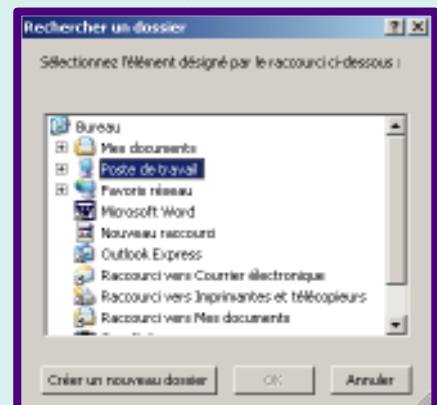 Rechercher un dossier
Sélectionnez l'élément désigné par le raccourci ci-dessous :
Bureau
Mes documents
Poste de travail
Favoris réseau
Microsoft Word
Nouveau raccourci
Outlook Express
Raccourci vers Courrier électronique
Raccourci vers Imprimantes et télécopieurs
Raccourci vers Mes documents
Créer un nouveau dossier
OK
Annuler